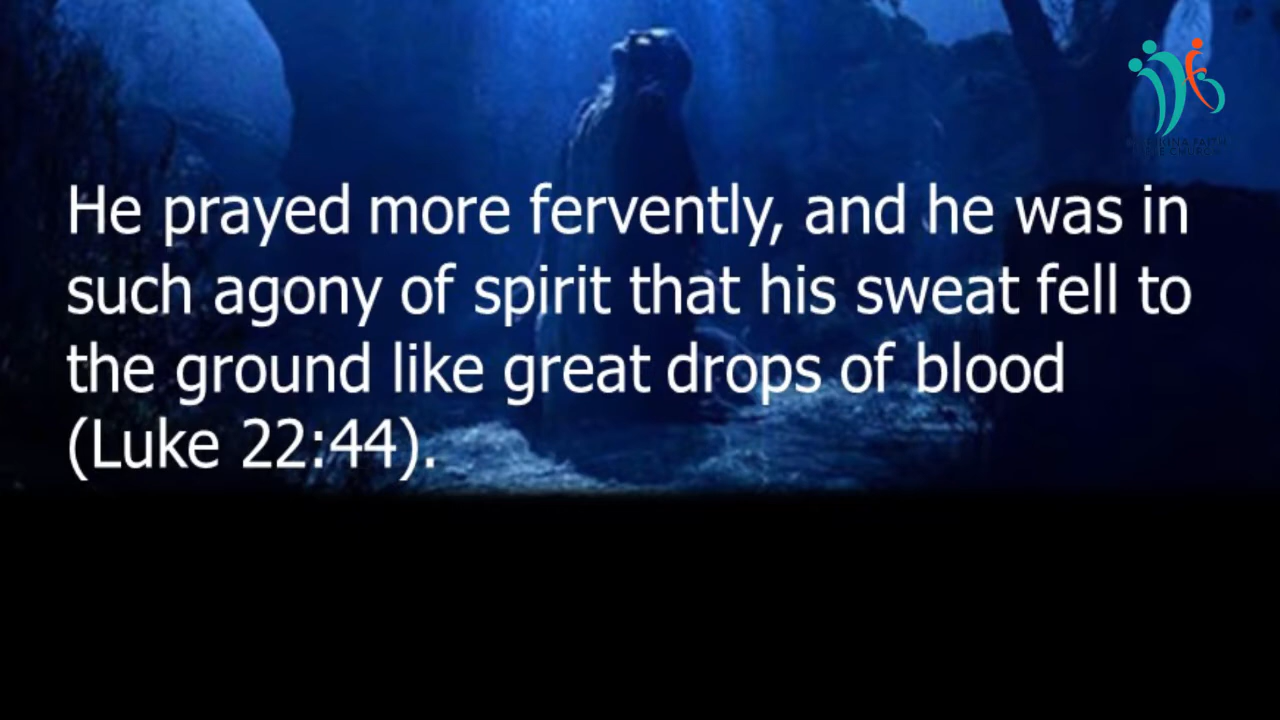 He prayed more fervently, and he was in
such agony of spirit that his sweat fell to
the ground like great drops of blood
(Luke 22:44).